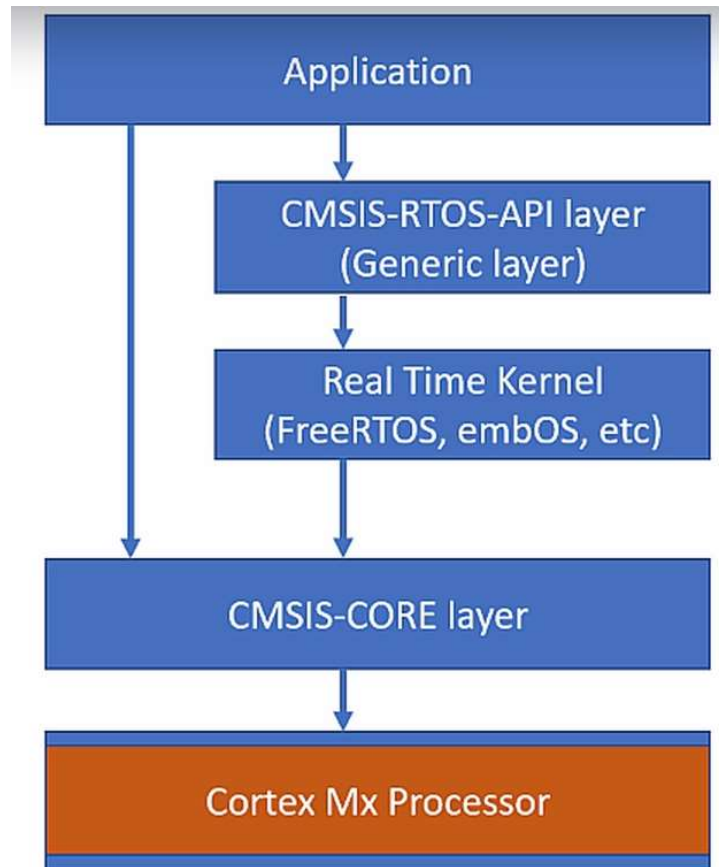 Application
CMSIS-RTOS-API layer
(Generic layer)
Real Time Kernel
(FreeRTOS, embOS, etc)
CMSIS-CORE layer
Cortex Mx Processor